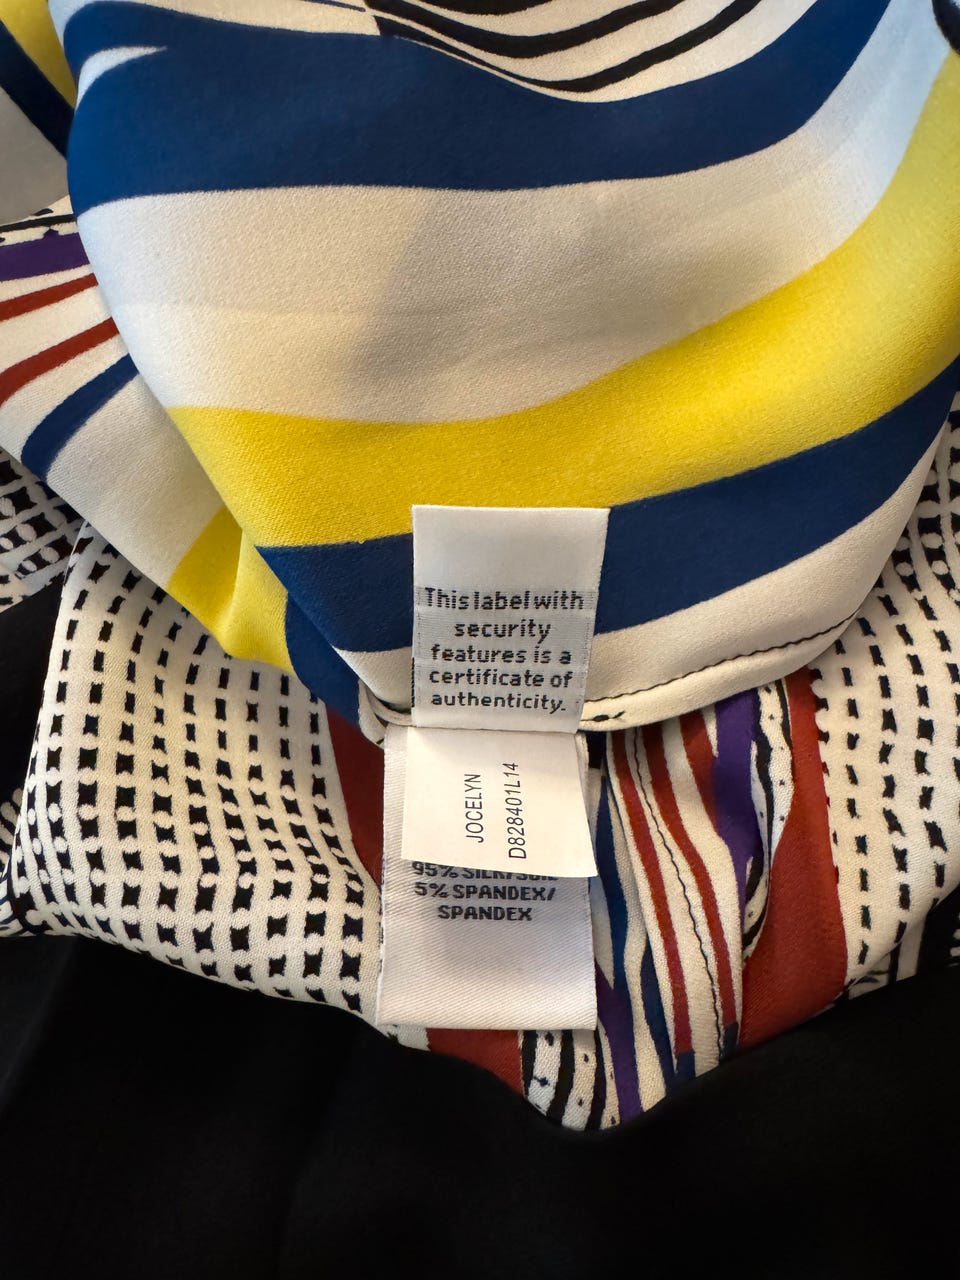 This label with
security
features is a
certificate of
authenticity.
JOCELYN
D828401L14
95% SILK/SOIE
5% SPANDEX/
SPANDEX